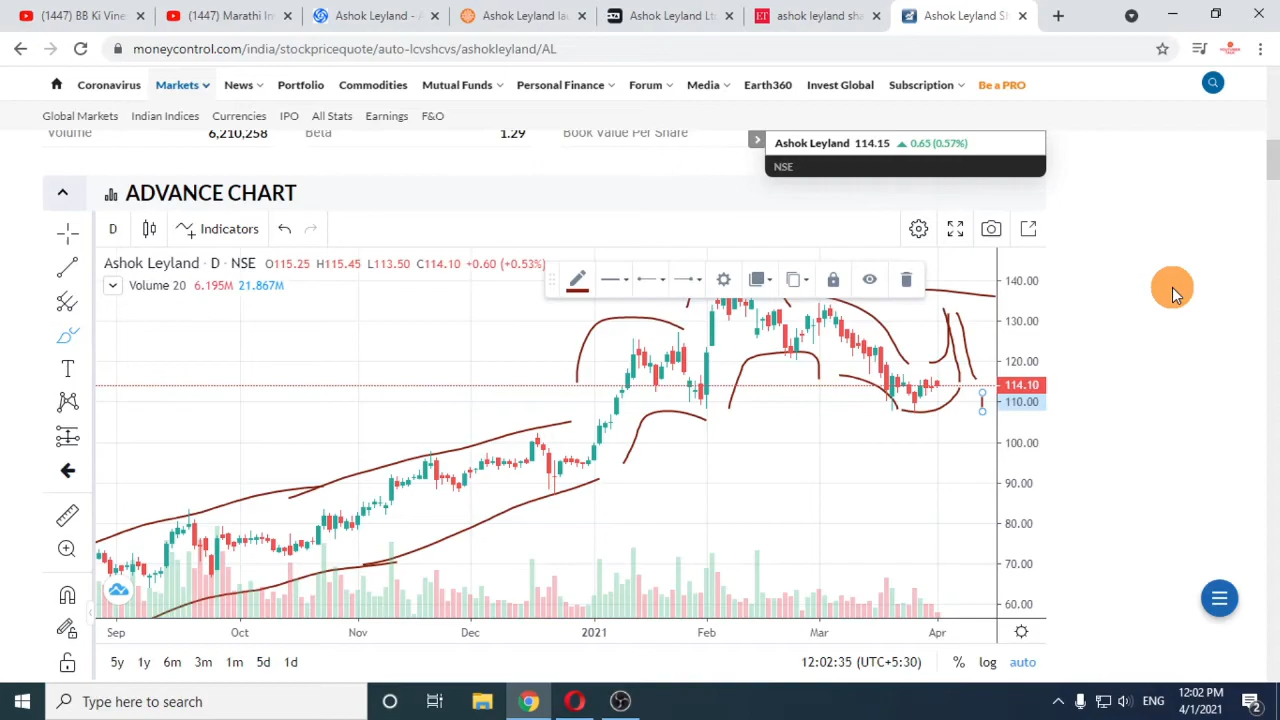 (1447) BB Ki Vine
(1447) Marathi In
Ashok Leyland - A
Ashok Leyland lau
Ashok Leyland Ltd
ashok leyland sha
Ashok Leyland Sh
moneycontrol.com/india/stockpricequote/auto-lcvshcvs/ashokleyland/AL
Coronavirus Markets News Portfolio Commodities Mutual Funds Personal Finance Forum Media Earth360 Invest Global Subscription Be a PRO
Global Markets Indian Indices Currencies IPO All Stats Earnings F&O
Volume 6,210,258 Beta 1.29 Book Value Per Share
Ashok Leyland 114.15 0.65 (0.57%)
NSE
ADVANCE CHART
D Indicators
Ashok Leyland · D · NSE O115.25 H115.45 L113.50 C114.10 +0.60 (+0.53%)
Volume 20 6.195M 21.867M
140.00
130.00
120.00
114.10
110.00
100.00
90.00
80.00
70.00
60.00
Sep Oct Nov Dec 2021 Feb Mar Apr
5y 1y 6m 3m 1m 5d 1d 12:02:35 (UTC+5:30) % log auto
Type here to search
ENG
12:02 PM
4/1/2021
2